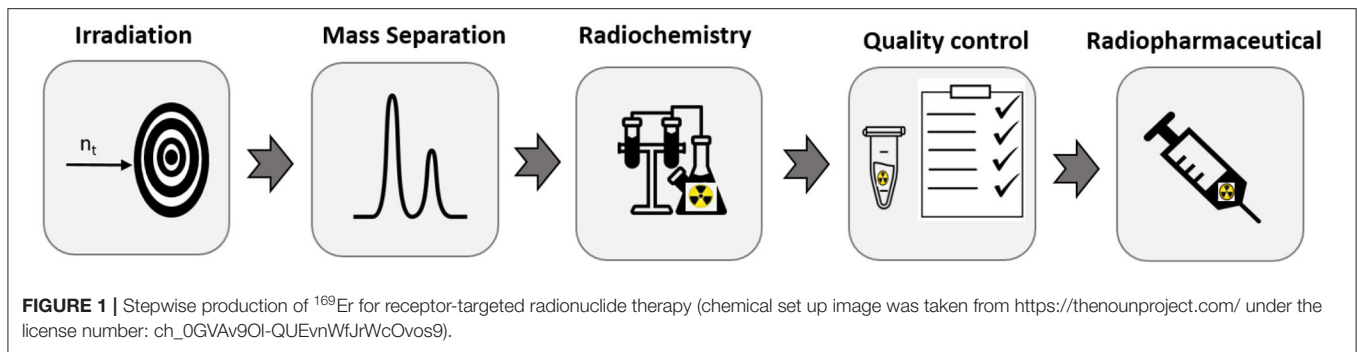 Irradiation
Mass Separation
Radiochemistry
Quality control
Radiopharmaceutical
nₜ
FIGURE 1 | Stepwise production of ¹⁶⁹Er for receptor-targeted radionuclide therapy (chemical set up image was taken from https://thenounproject.com/ under the
license number: ch_0GVAv9Ol-QUEvnWfJrWcOvos9).